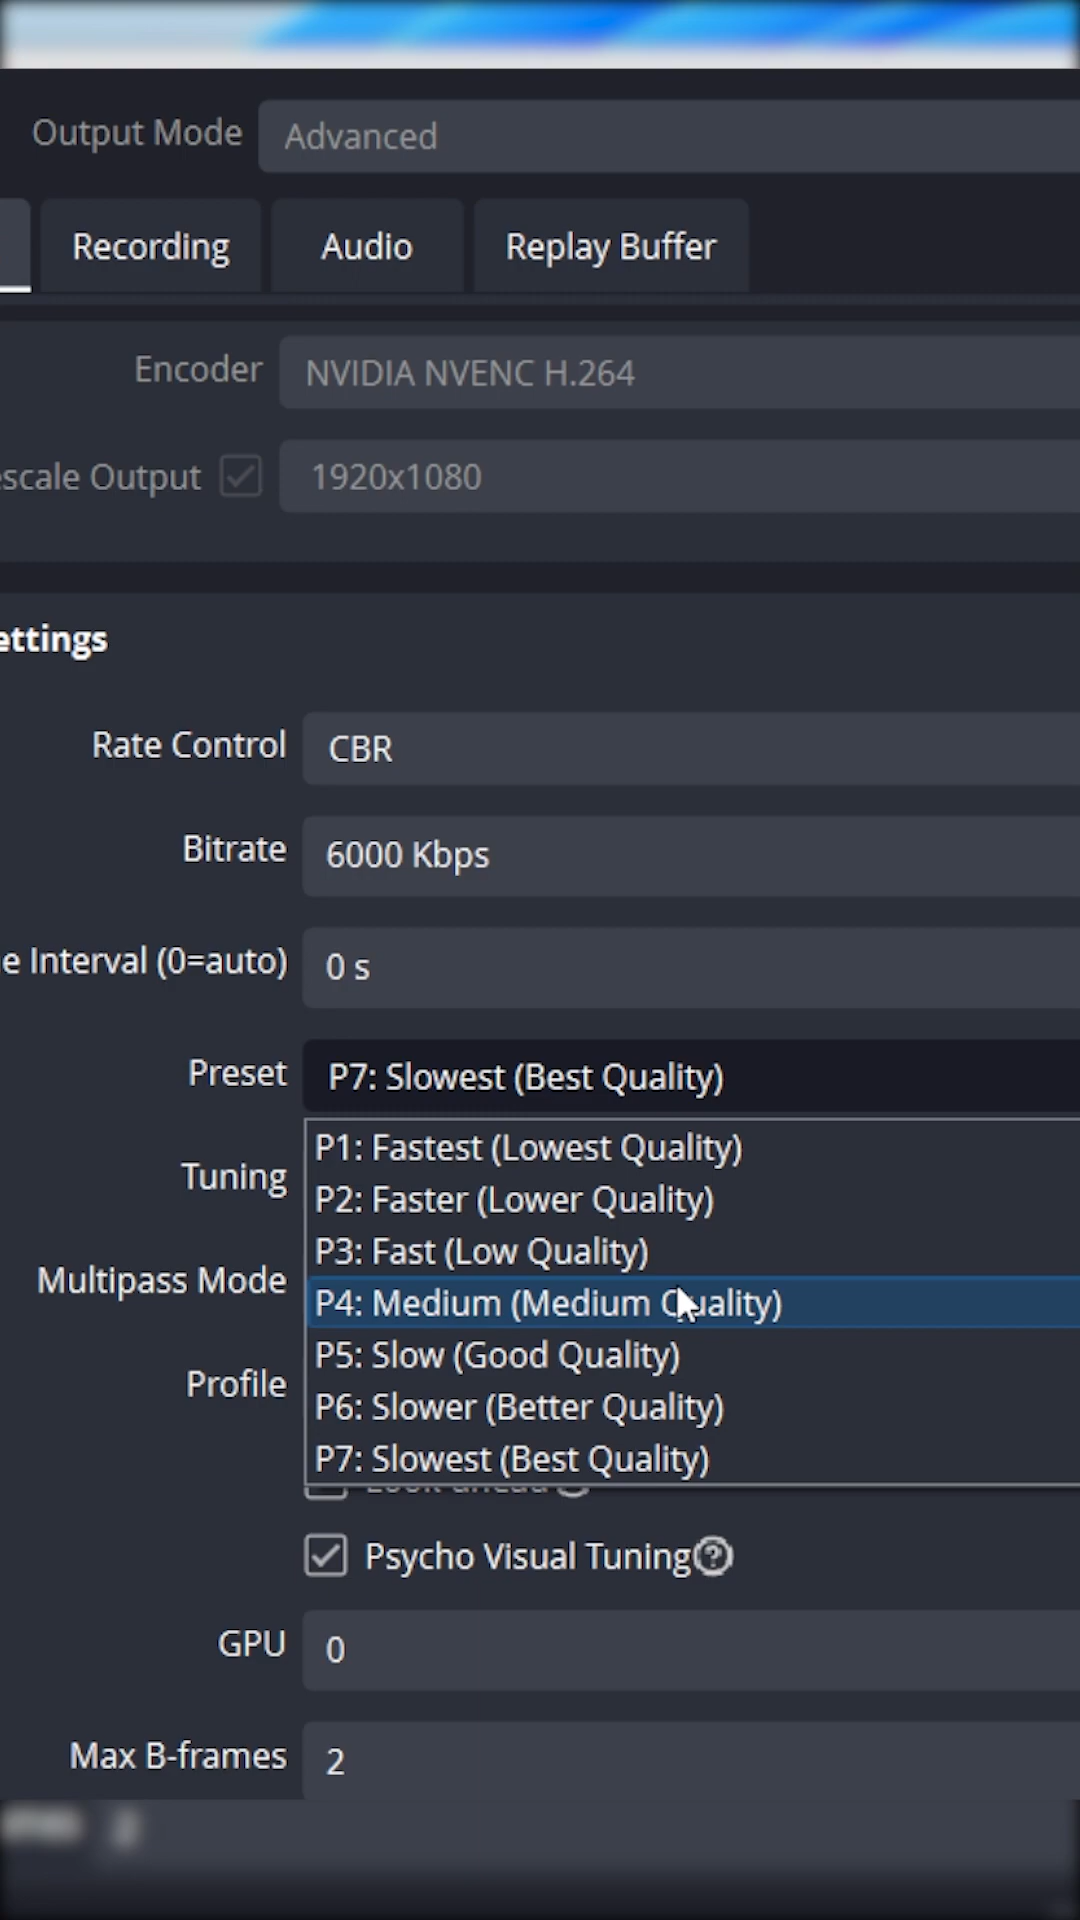 Output Mode Advanced
Recording Audio Replay Buffer
Encoder NVIDIA NVENC H.264
escale Output 1920x1080
ettings
Rate Control CBR
Bitrate 6000 Kbps
e Interval (0=auto) 0 s
Preset P7: Slowest (Best Quality)
P1: Fastest (Lowest Quality)
Tuning
P2: Faster (Lower Quality)
P3: Fast (Low Quality)
Multipass Mode
P4: Medium (Medium Quality)
P5: Slow (Good Quality)
Profile
P6: Slower (Better Quality)
P7: Slowest (Best Quality)
Psycho Visual Tuning
GPU 0
Max B-frames 2